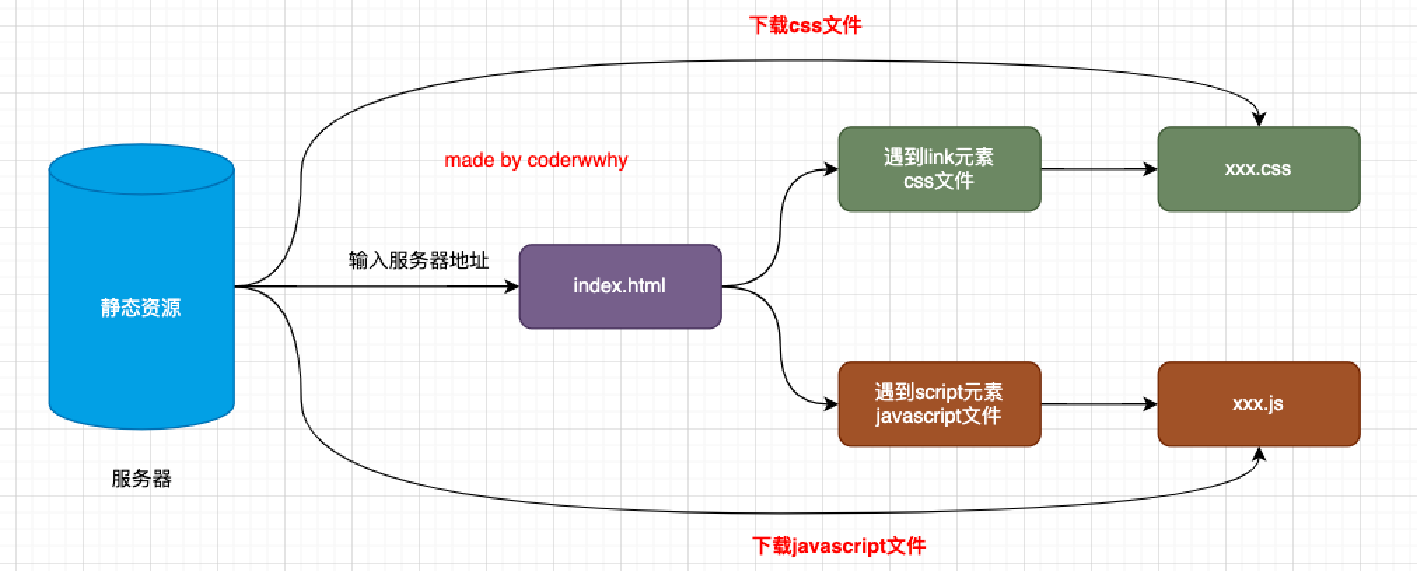 下载css文件
made by coderwwhy
遇到link元素
css文件
xxx.css
输入服务器地址
index.html
静态资源
遇到script元素
javascript文件
xxx.js
服务器
下载javascript文件